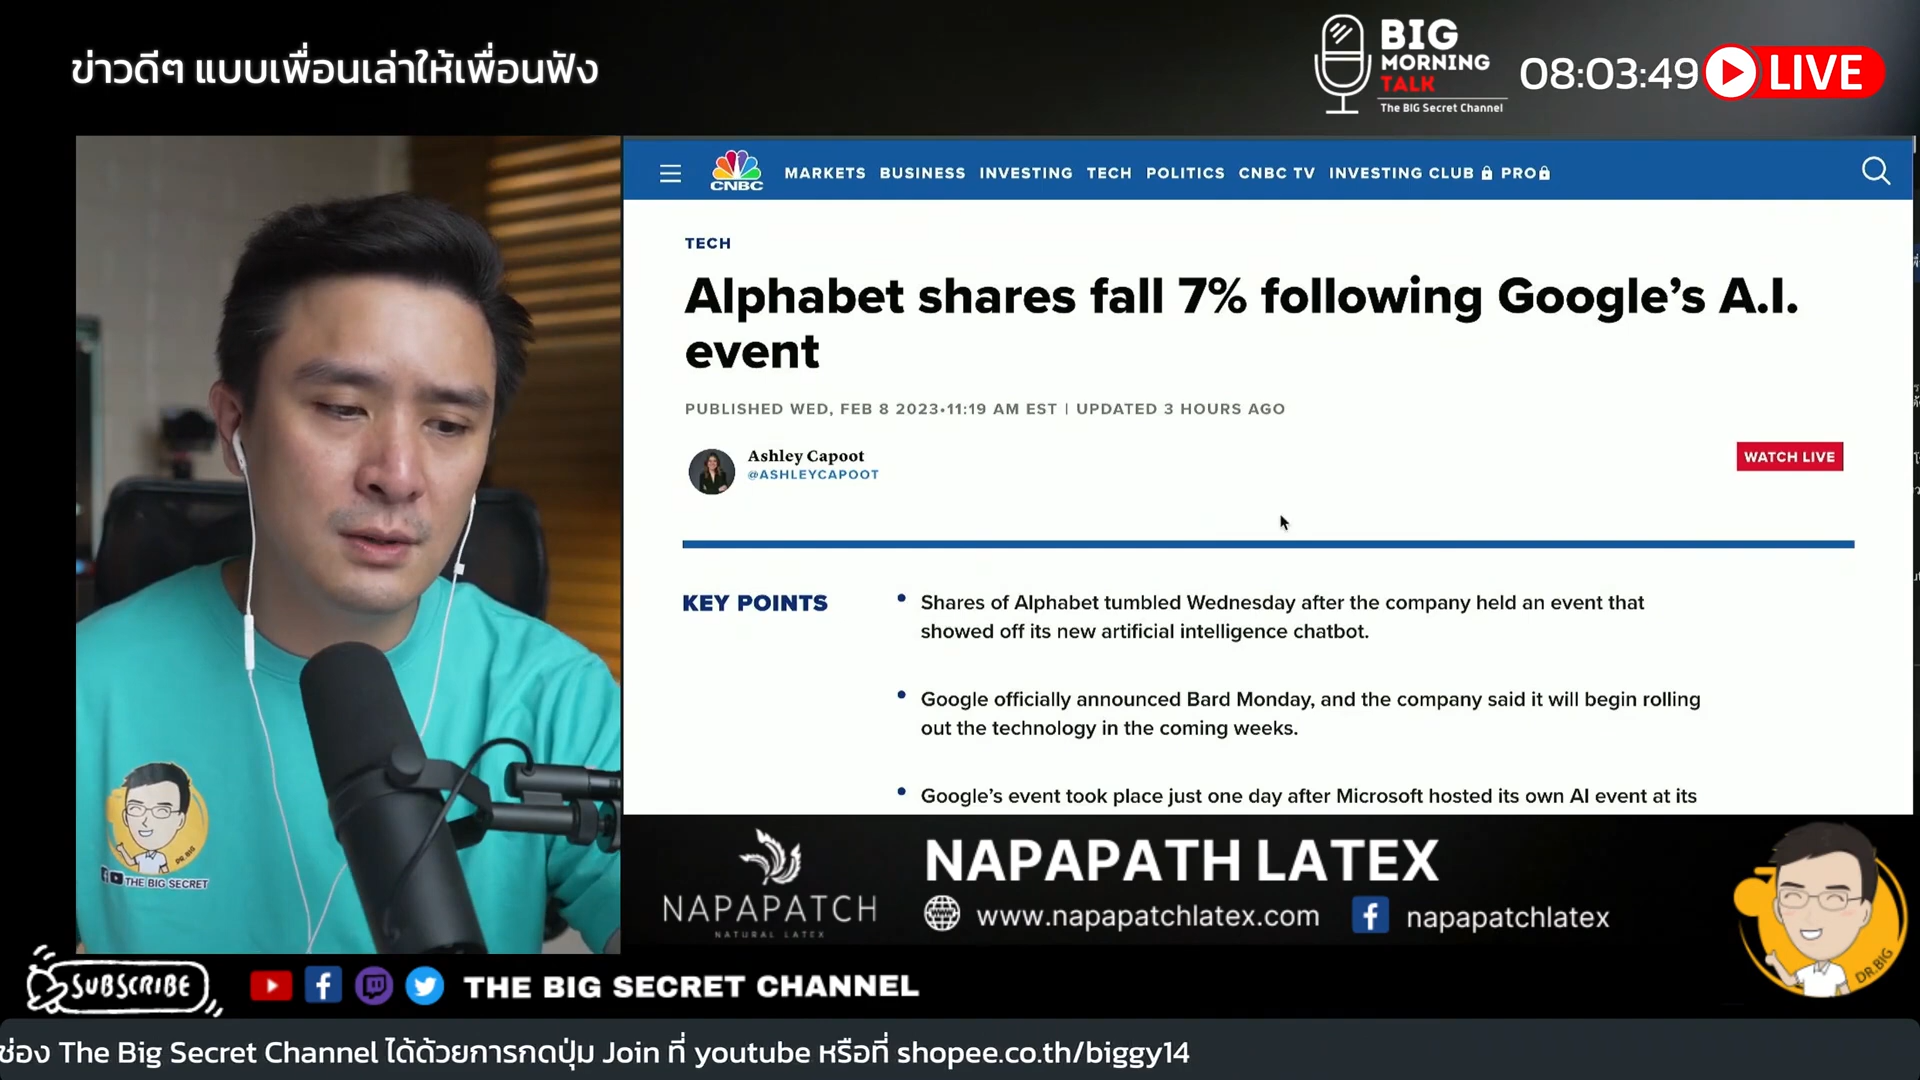 ข่าวดีๆ แบบเพื่อนเล่าให้เพื่อนฟัง
BIG
MORNING
TALK
The BIG Secret Channel
08:03:49
LIVE
CNBC
MARKETS BUSINESS INVESTING TECH POLITICS CNBC TV INVESTING CLUB PRO
TECH
Alphabet shares fall 7% following Google’s A.I.
event
PUBLISHED WED, FEB 8 2023•11:19 AM EST | UPDATED 3 HOURS AGO
Ashley Capoot
@ASHLEYCAPOOT
WATCH LIVE
KEY POINTS
• Shares of Alphabet tumbled Wednesday after the company held an event that
showed off its new artificial intelligence chatbot.
• Google officially announced Bard Monday, and the company said it will begin rolling
out the technology in the coming weeks.
• Google’s event took place just one day after Microsoft hosted its own AI event at its
DR.BIG
THE BIG SECRET
NAPAPATCH
NATURAL LATEX
NAPAPATH LATEX
www.napapatchlatex.com
napapatchlatex
DR.BIG
SUBSCRIBE
THE BIG SECRET CHANNEL
ช่อง The Big Secret Channel ได้ด้วยการกดปุ่ม Join ที่ youtube หรือที่ shopee.co.th/biggy14